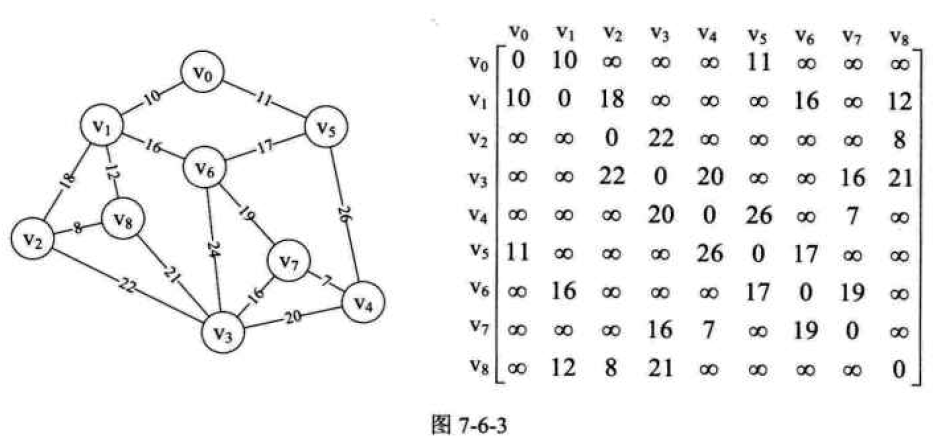 v₀
10
11
v₁
v₅
16
17
v₆
18
12
v₈
8
v₂
19
26
24
21
v₇
22
16
7
v₄
20
v₃
v₀ v₁ v₂ v₃ v₄ v₅ v₆ v₇ v₈
v₀ 0 10 ∞ ∞ ∞ 11 ∞ ∞ ∞
v₁ 10 0 18 ∞ ∞ ∞ 16 ∞ 12
v₂ ∞ ∞ 0 22 ∞ ∞ ∞ ∞ 8
v₃ ∞ ∞ 22 0 20 ∞ ∞ 16 21
v₄ ∞ ∞ ∞ 20 0 26 ∞ 7 ∞
v₅ 11 ∞ ∞ ∞ 26 0 17 ∞ ∞
v₆ ∞ 16 ∞ ∞ ∞ 17 0 19 ∞
v₇ ∞ ∞ ∞ 16 7 ∞ 19 0 ∞
v₈ ∞ 12 8 21 ∞ ∞ ∞ ∞ 0
图 7-6-3